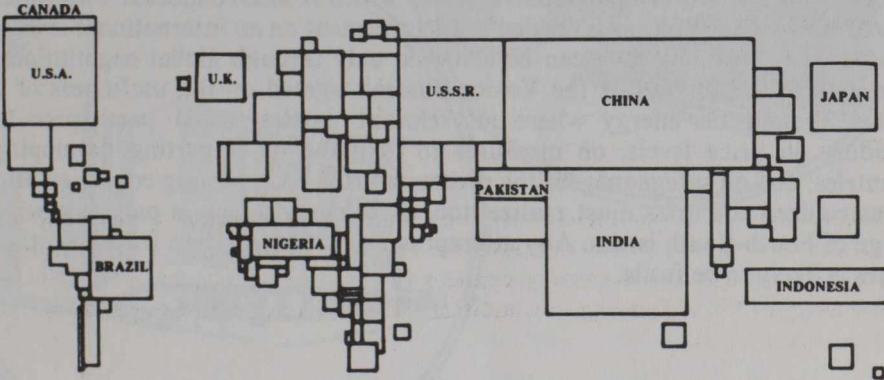 CANADA
U.S.A.
U.K.
U.S.S.R.
CHINA
JAPAN
PAKISTAN
NIGERIA
INDIA
BRAZIL
INDONESIA